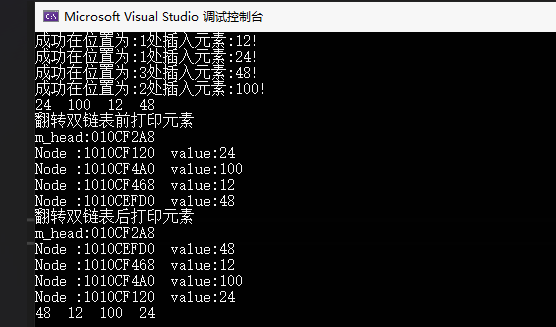 Microsoft Visual Studio 调试控制台
成功在位置为:1处插入元素:12!
成功在位置为:1处插入元素:24!
成功在位置为:3处插入元素:48!
成功在位置为:2处插入元素:100!
24  100  12  48
翻转双链表前打印元素
m_head:010CF2A8
Node :1010CF120  value:24
Node :1010CF4A0  value:100
Node :1010CF468  value:12
Node :1010CEFD0  value:48
翻转双链表后打印元素
m_head:010CF2A8
Node :1010CEFD0  value:48
Node :1010CF468  value:12
Node :1010CF4A0  value:100
Node :1010CF120  value:24
48  12  100  24